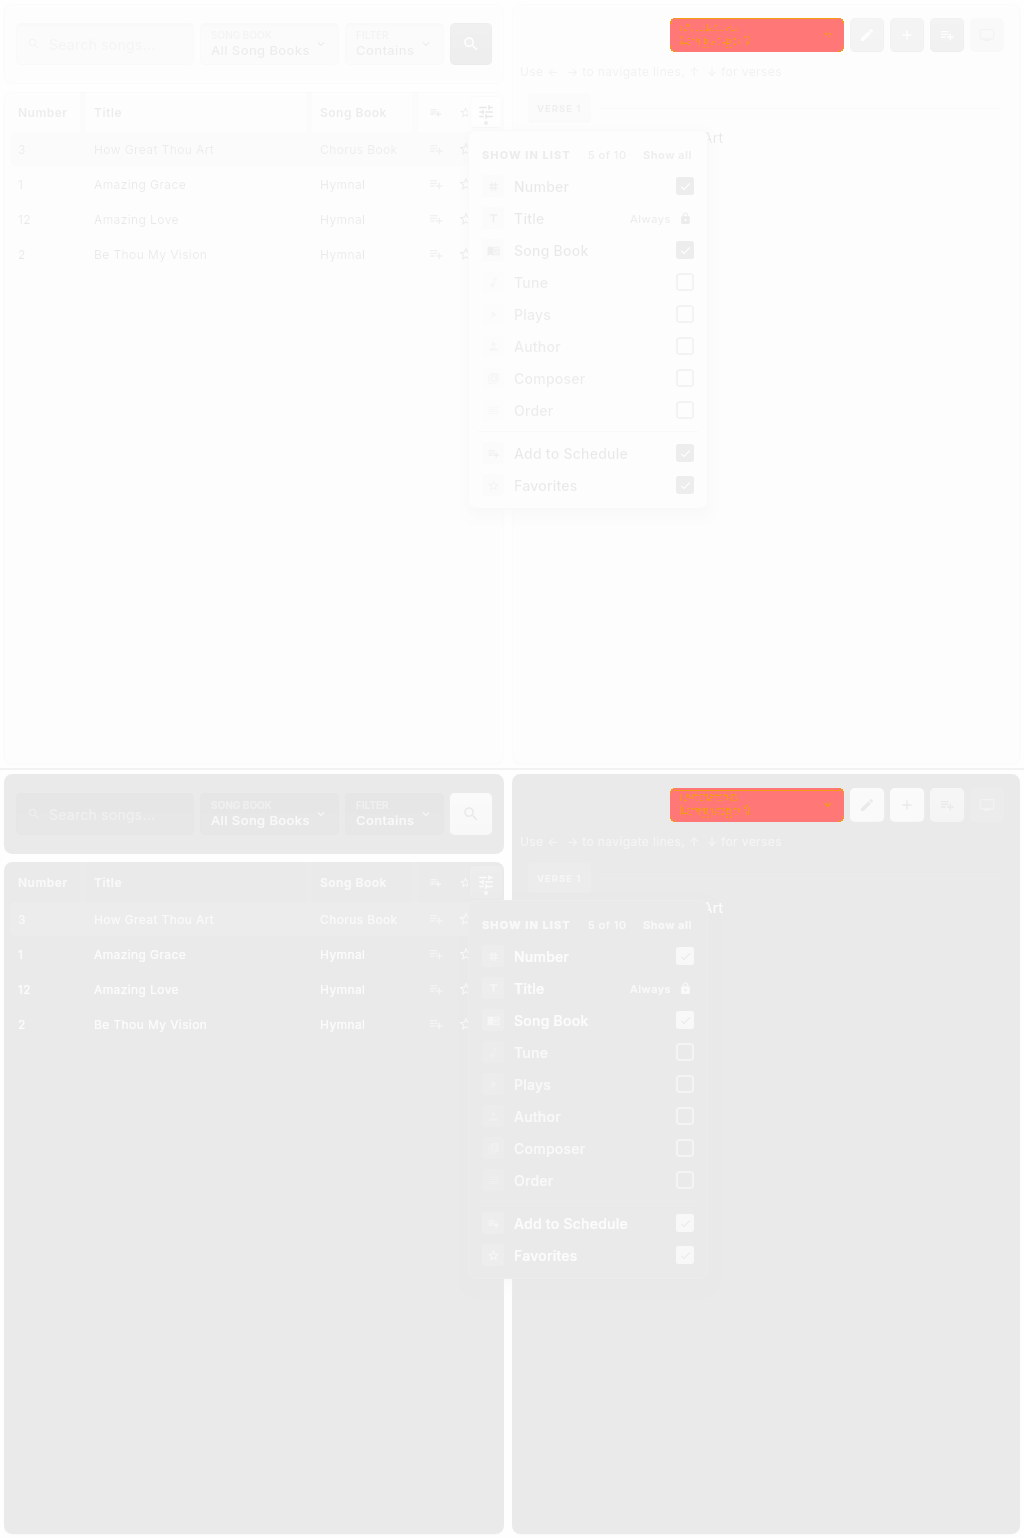 Search songs...
SONG BOOK
All Song Books
FILTER
Contains
Use ← → to navigate lines, ↑ ↓ for verses
Number Title Song Book
VERSE 1
Art
3 How Great Thou Art Chorus Book
1 Amazing Grace Hymnal
12 Amazing Love Hymnal
2 Be Thou My Vision Hymnal
SHOW IN LIST 5 of 10 Show all
# Number
T Title Always
Song Book
Tune
Plays
Author
Composer
Order
Add to Schedule
Favorites
Search songs...
SONG BOOK
All Song Books
FILTER
Contains
Use ← → to navigate lines, ↑ ↓ for verses
Number Title Song Book
VERSE 1
Art
3 How Great Thou Art Chorus Book
1 Amazing Grace Hymnal
12 Amazing Love Hymnal
2 Be Thou My Vision Hymnal
SHOW IN LIST 5 of 10 Show all
# Number
T Title Always
Song Book
Tune
Plays
Author
Composer
Order
Add to Schedule
Favorites